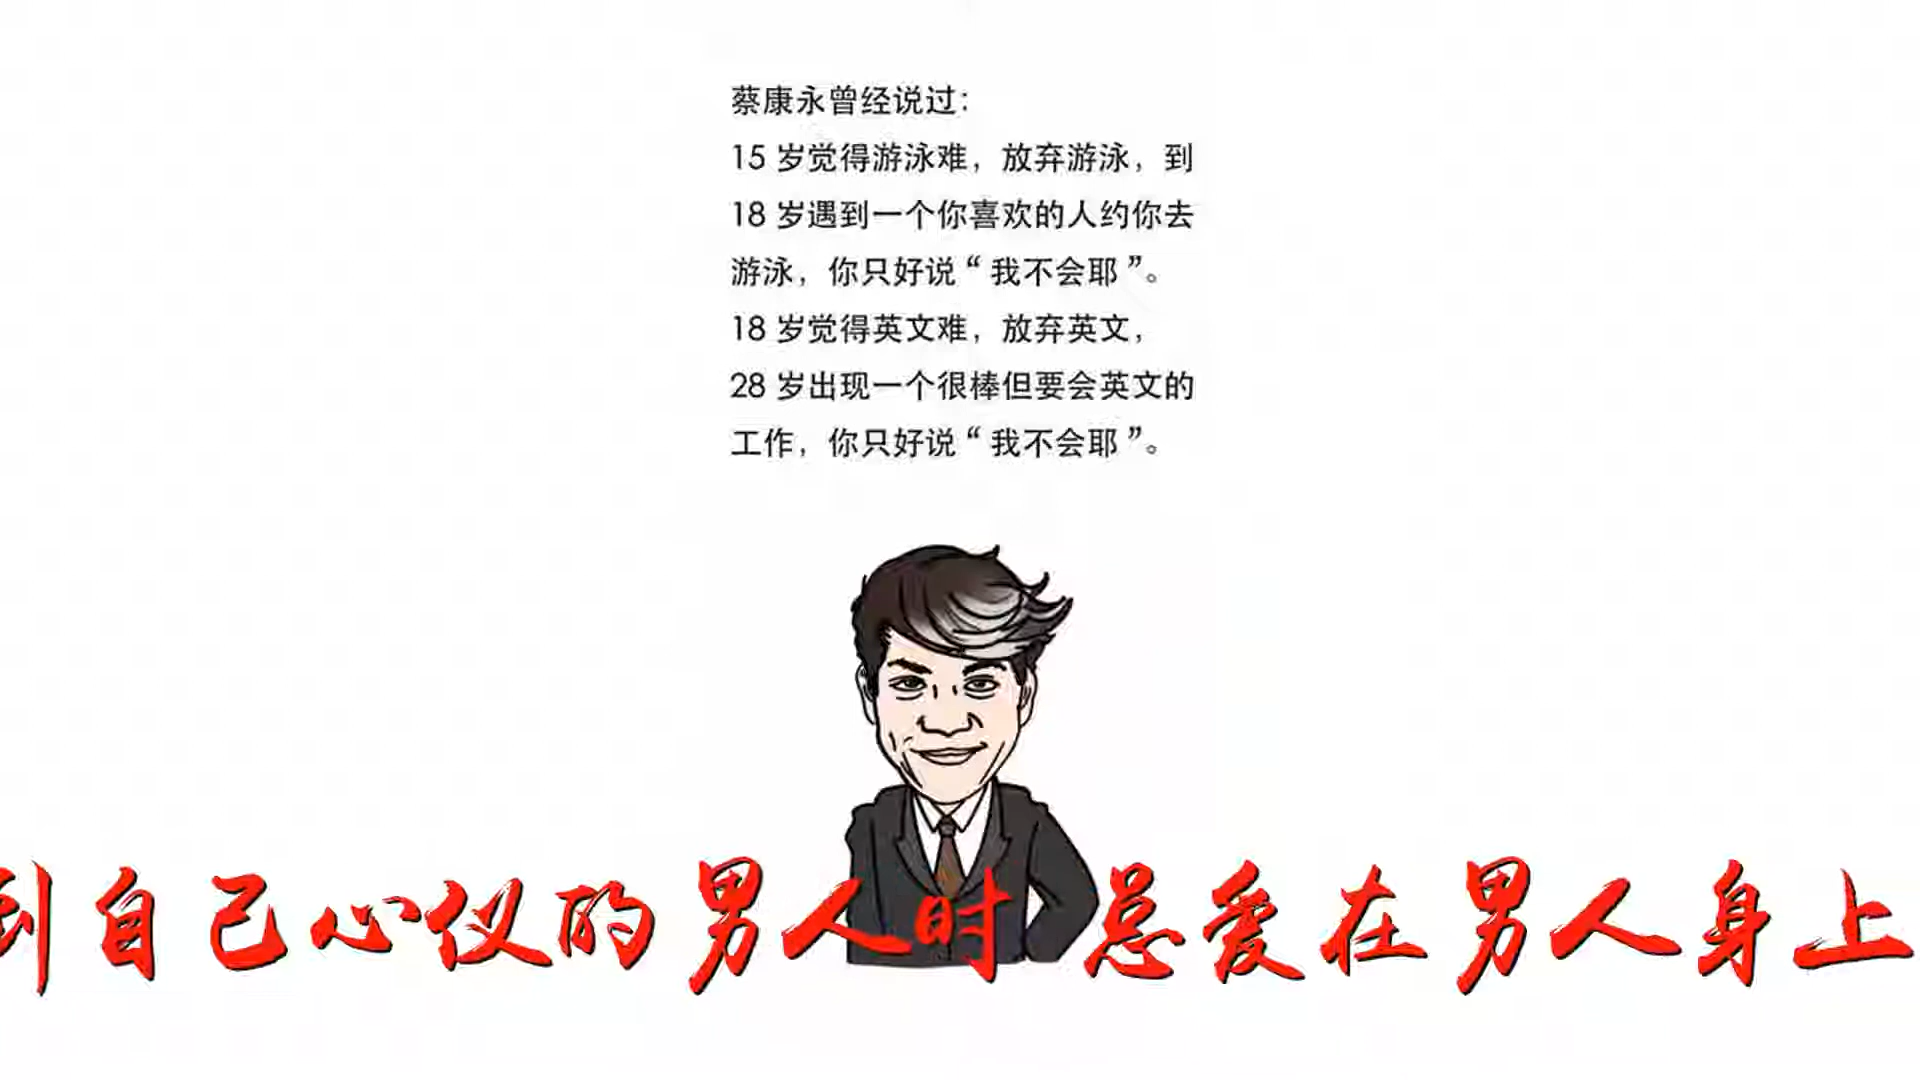 蔡康永曾经说过：
15 岁觉得游泳难，放弃游泳，到
18 岁遇到一个你喜欢的人约你去
游泳，你只好说“我不会耶”。
18 岁觉得英文难，放弃英文，
28 岁出现一个很棒但要会英文的
工作，你只好说“我不会耶”。
到自己心仪的男人时 总爱在男人身上